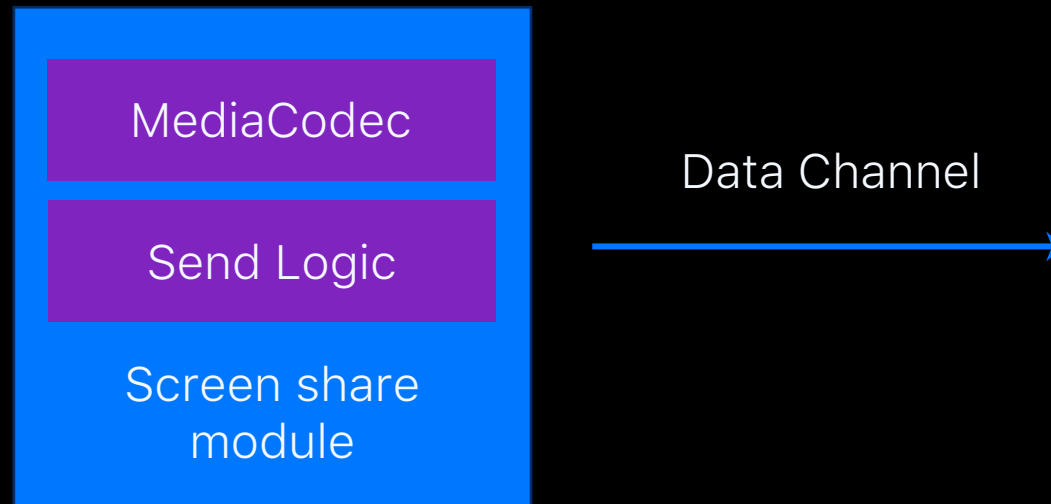 MediaCodec
Send Logic
Screen share
module
Data Channel